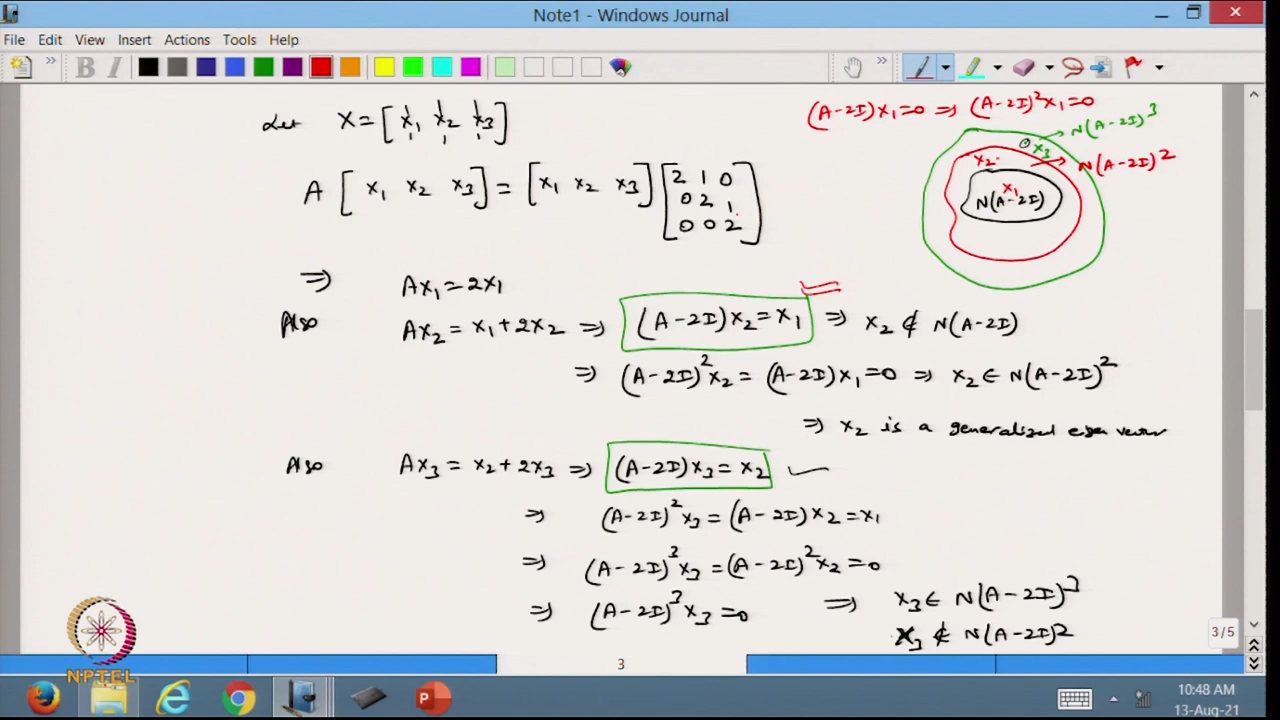 Note1 - Windows Journal
File Edit View Insert Actions Tools Help
B I
Let X = [x₁ x₂ x₃]
(A-2I)x₁=0 ⇒ (A-2I)²x₁=0
N(A-2I)³
N(A-2I)²
x₃
x₂
x₁
N(A-2I)
A [x₁ x₂ x₃] = [x₁ x₂ x₃] [2 1 0
0 2 1
0 0 2]
⇒ Ax₁=2x₁
Also Ax₂ = x₁+2x₂ ⇒ (A-2I)x₂=x₁ ⇒ x₂ ∉ N(A-2I)
⇒ (A-2I)²x₂ = (A-2I)x₁=0 ⇒ x₂ ∈ N(A-2I)²
⇒ x₂ is a generalized eigen vector
Also Ax₃ = x₂+2x₃ ⇒ (A-2I)x₃=x₂
⇒ (A-2I)²x₃=(A-2I)x₂=x₁
⇒ (A-2I)³x₃=(A-2I)²x₂=0
⇒ (A-2I)³x₃=0 ⇒ x₃ ∈ N(A-2I)³
x₃ ∉ N(A-2I)²
3/5
3
NPTEL
10:48 AM
13-Aug-21